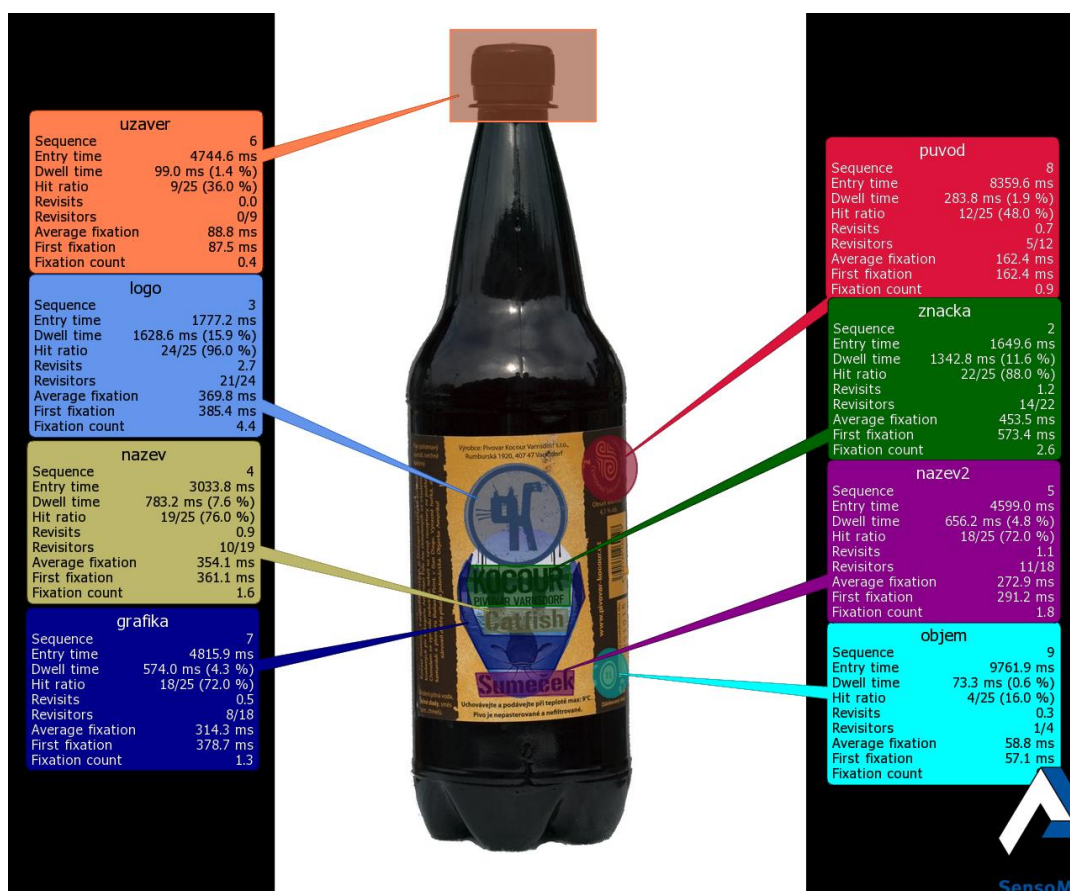 uzaver
Sequence 6
Entry time 4744.6 ms
Dwell time 99.0 ms (1.4 %)
Hit ratio 9/25 (36.0 %)
Revisits 0.0
Revisitors 0/9
Average fixation 88.8 ms
First fixation 87.5 ms
Fixation count 0.4
logo
Sequence 3
Entry time 1777.2 ms
Dwell time 1628.6 ms (15.9 %)
Hit ratio 24/25 (96.0 %)
Revisits 2.7
Revisitors 21/24
Average fixation 369.8 ms
First fixation 385.4 ms
Fixation count 4.4
nazev
Sequence 4
Entry time 3033.8 ms
Dwell time 783.2 ms (7.6 %)
Hit ratio 19/25 (76.0 %)
Revisits 0.9
Revisitors 10/19
Average fixation 354.1 ms
First fixation 361.1 ms
Fixation count 1.6
grafika
Sequence 7
Entry time 4815.9 ms
Dwell time 574.0 ms (4.3 %)
Hit ratio 18/25 (72.0 %)
Revisits 0.5
Revisitors 8/18
Average fixation 314.3 ms
First fixation 378.7 ms
Fixation count 1.3
Výrobce: Pivovar Kocour Varnsdorf s.r.o.,
Rumburská 1920, 407 47 Varnsdorf
KOCOUR
PIVOVAR VARNSDORF
Catfish
Sumeček
Uchovávejte a podávejte při teplotě max: 9°C.
Pivo je nepasterované a nefiltrované.
puvod
Sequence 8
Entry time 8359.6 ms
Dwell time 283.8 ms (1.9 %)
Hit ratio 12/25 (48.0 %)
Revisits 0.7
Revisitors 5/12
Average fixation 162.4 ms
First fixation 162.4 ms
Fixation count 0.9
znacka
Sequence 2
Entry time 1649.6 ms
Dwell time 1342.8 ms (11.6 %)
Hit ratio 22/25 (88.0 %)
Revisits 1.2
Revisitors 14/22
Average fixation 453.5 ms
First fixation 573.4 ms
Fixation count 2.6
nazev2
Sequence 5
Entry time 4599.0 ms
Dwell time 656.2 ms (4.8 %)
Hit ratio 18/25 (72.0 %)
Revisits 1.1
Revisitors 11/18
Average fixation 272.9 ms
First fixation 291.2 ms
Fixation count 1.8
objem
Sequence 9
Entry time 9761.9 ms
Dwell time 73.3 ms (0.6 %)
Hit ratio 4/25 (16.0 %)
Revisits 0.3
Revisitors 1/4
Average fixation 58.8 ms
First fixation 57.1 ms
Fixation count
SensoM